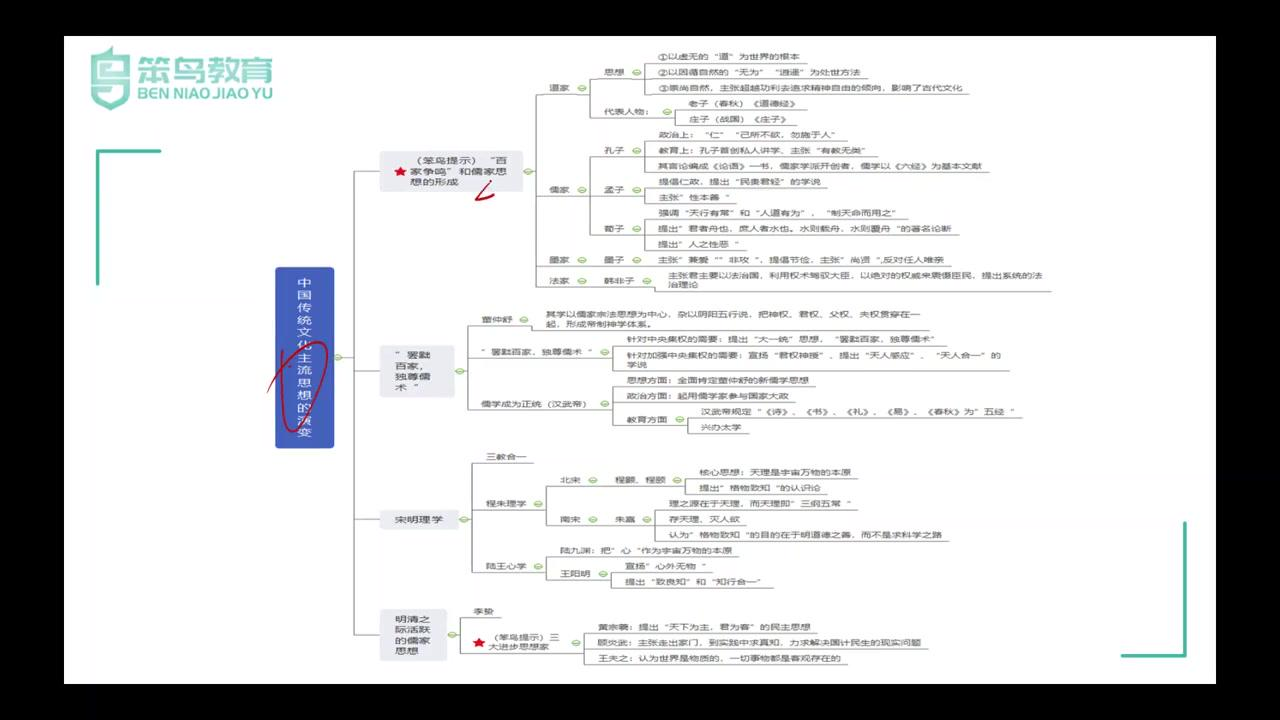 笨鸟教育
BEN NIAO JIAO YU
中国传统文化主流思想的演变
（笨鸟提示）“百
家争鸣”和儒家思
想的形成
道家
思想
①以虚无的“道”为世界的根本
②以因循自然的“无为” “逍遥”为处世方法
③崇尚自然，主张超越功利去追求精神自由的倾向，影响了古代文化
代表人物：
老子（春秋）《道德经》
庄子（战国）《庄子》
儒家
孔子
政治上：“仁” “己所不欲，勿施于人”
教育上：孔子首创私人讲学、主张“有教无类”
其言论编成《论语》一书，儒家学派开创者，儒学以《六经》为基本文献
孟子
提倡仁政，提出“民贵君轻”的学说
主张”性本善“
荀子
强调“天行有常”和“人道有为”，“制天命而用之”
提出”君者舟也，庶人者水也。水则载舟，水则覆舟“的著名论断
提出”人之性恶“
墨家
墨子
主张”兼爱“”非攻“，提倡节俭，主张”尚贤“,反对任人唯亲
法家
韩非子
主张君主要以法治国，利用权术驾驭大臣，以绝对的权威来震慑臣民，提出系统的法
治理论
”罢黜
百家，
独尊儒
术“
董仲舒
其学以儒家宗法思想为中心，杂以阴阳五行说，把神权、君权、父权、夫权贯穿在一
起，形成帝制神学体系。
”罢黜百家，独尊儒术“
针对中央集权的需要：提出“大一统”思想，“罢黜百家，独尊儒术”
针对加强中央集权的需要：宣扬“君权神授”、提出“天人感应”、“天人合一”的
学说
儒学成为正统（汉武帝）
思想方面：全面肯定董仲舒的新儒学思想
政治方面：起用儒学家参与国家大政
教育方面
汉武帝规定“《诗》、《书》、《礼》、《易》、《春秋》为”五经“
兴办太学
宋明理学
三教合一
程朱理学
北宋
程颢、程颐
核心思想：天理是宇宙万物的本原
提出”格物致知“的认识论
南宋
朱熹
理之源在于天理，而天理即”三纲五常“
存天理、灭人欲
认为”格物致知“的目的在于明道德之善，而不是求科学之路
陆王心学
陆九渊：把”心“作为宇宙万物的本原
王阳明
宣扬”心外无物“
提出“致良知”和“知行合一”
明清之
际活跃
的儒家
思想
李贽
（笨鸟提示）三
大进步思想家
黄宗羲：提出“天下为主，君为客”的民主思想
顾炎武：主张走出家门，到实践中求真知，力求解决国计民生的现实问题
王夫之：认为世界是物质的，一切事物都是客观存在的